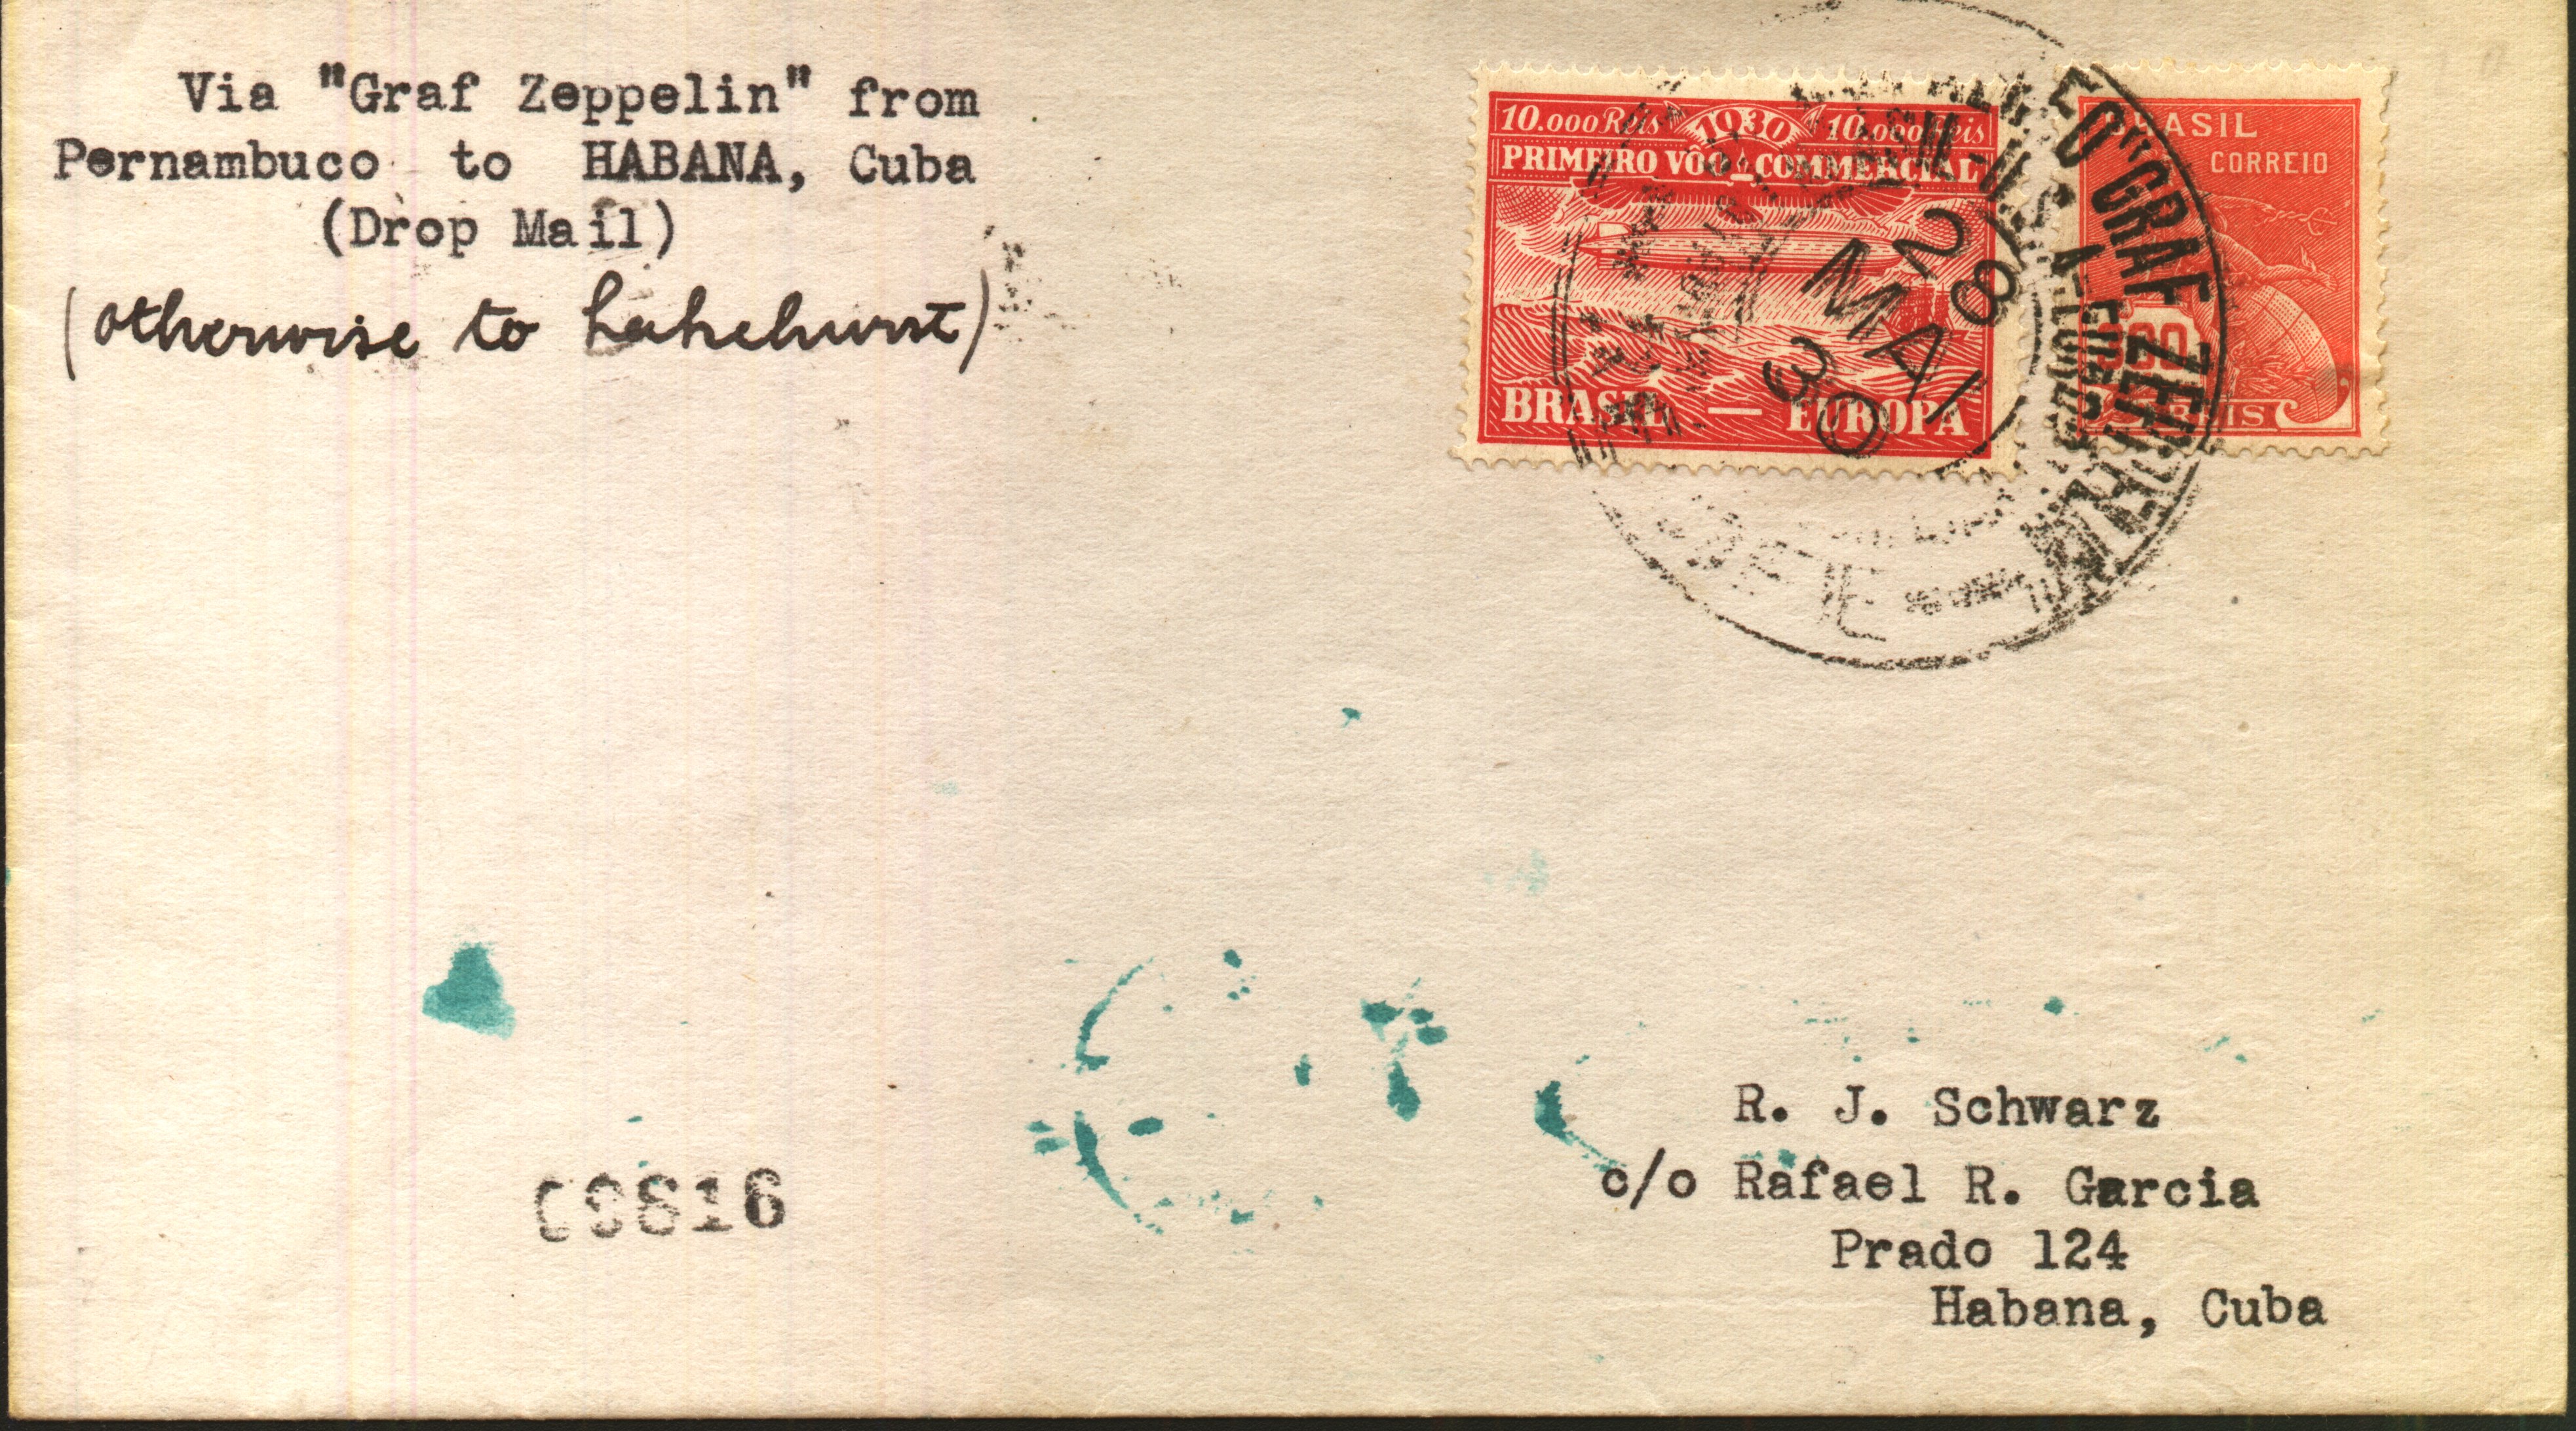 Via "Graf Zeppelin" from
Pernambuco to HABANA, Cuba
(Drop Mail)
(otherwise to Lakehurst)
10.000 Reis 1930 10.000 Reis
PRIMEIRO VÔO COMMERCIAL
BRASIL — EUROPA
BRASIL
CORREIO
REIS
"GRAF ZEPPELIN"
28
MAI
30
R. J. Schwarz
c/o Rafael R. Garcia
Prado 124
Habana, Cuba
09816